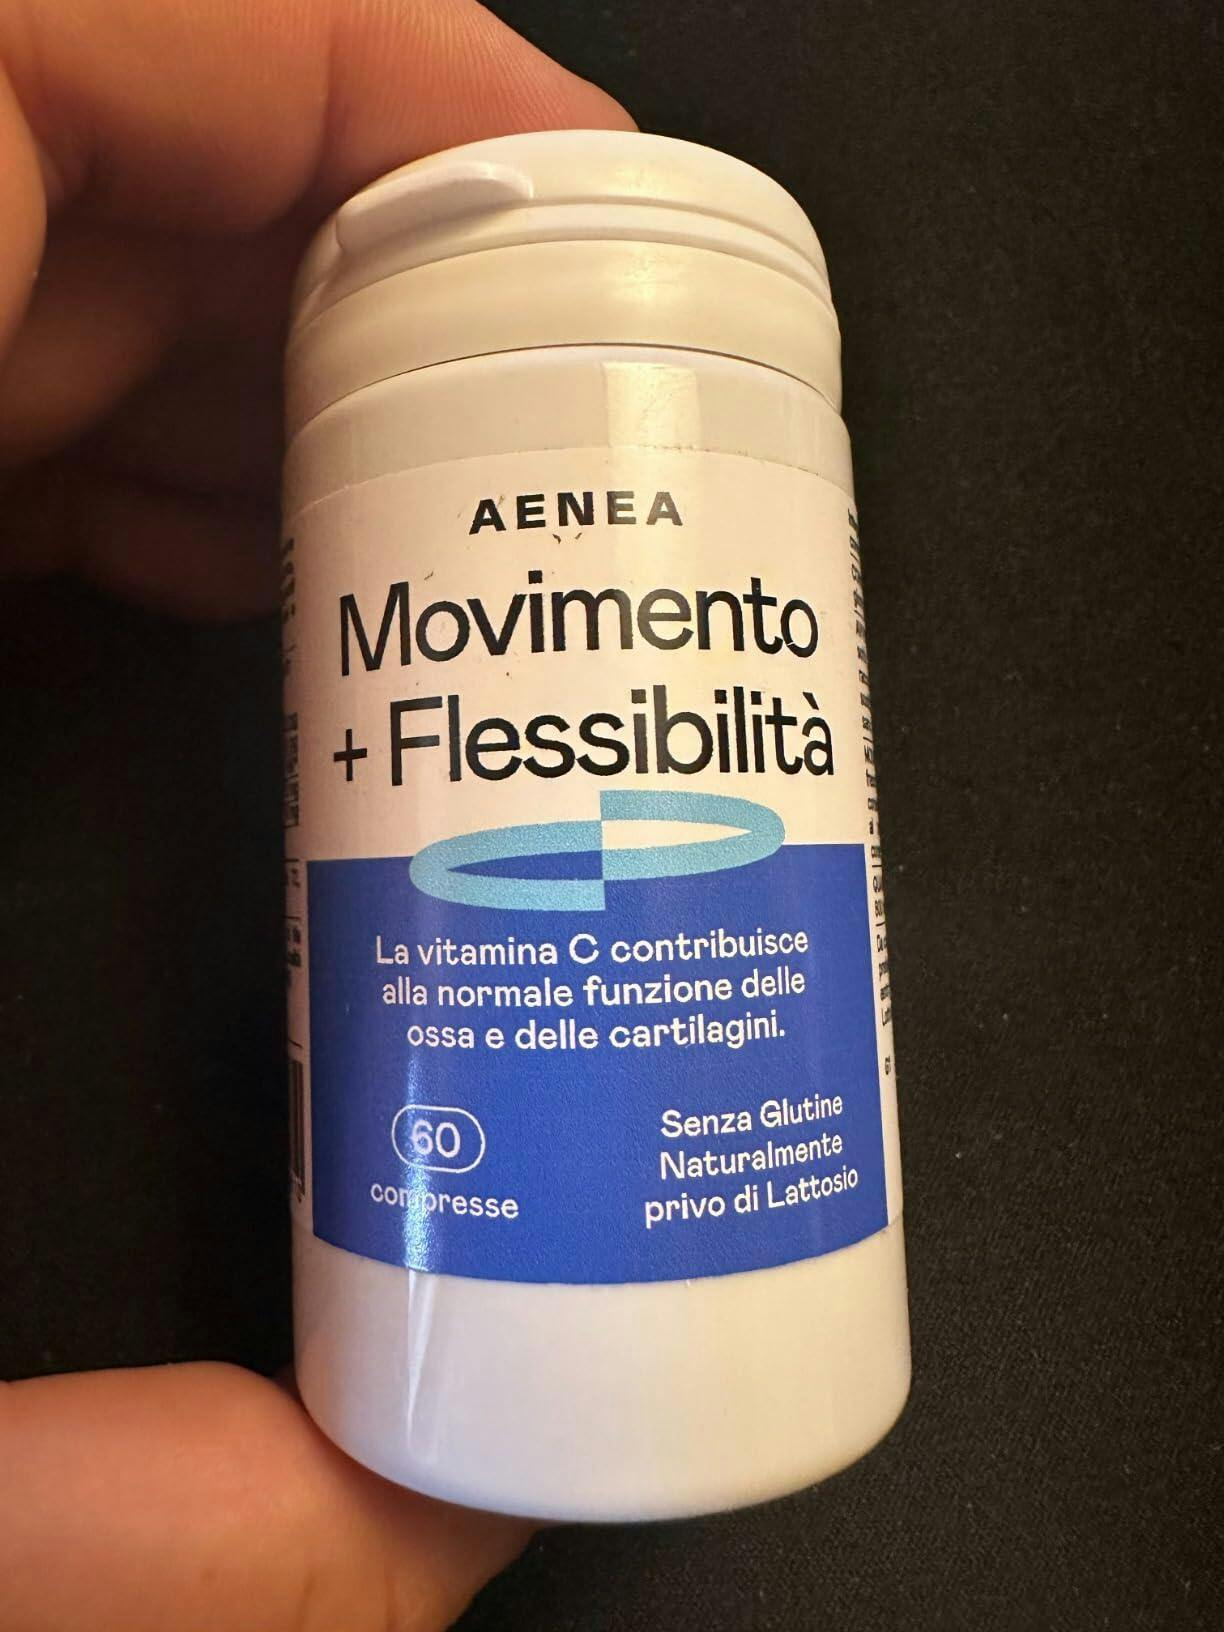 AENEA
Movimento
+ Flessibilità
La vitamina C contribuisce
alla normale funzione delle
ossa e delle cartilagini.
60
compresse
Senza Glutine
Naturalmente
privo di Lattosio